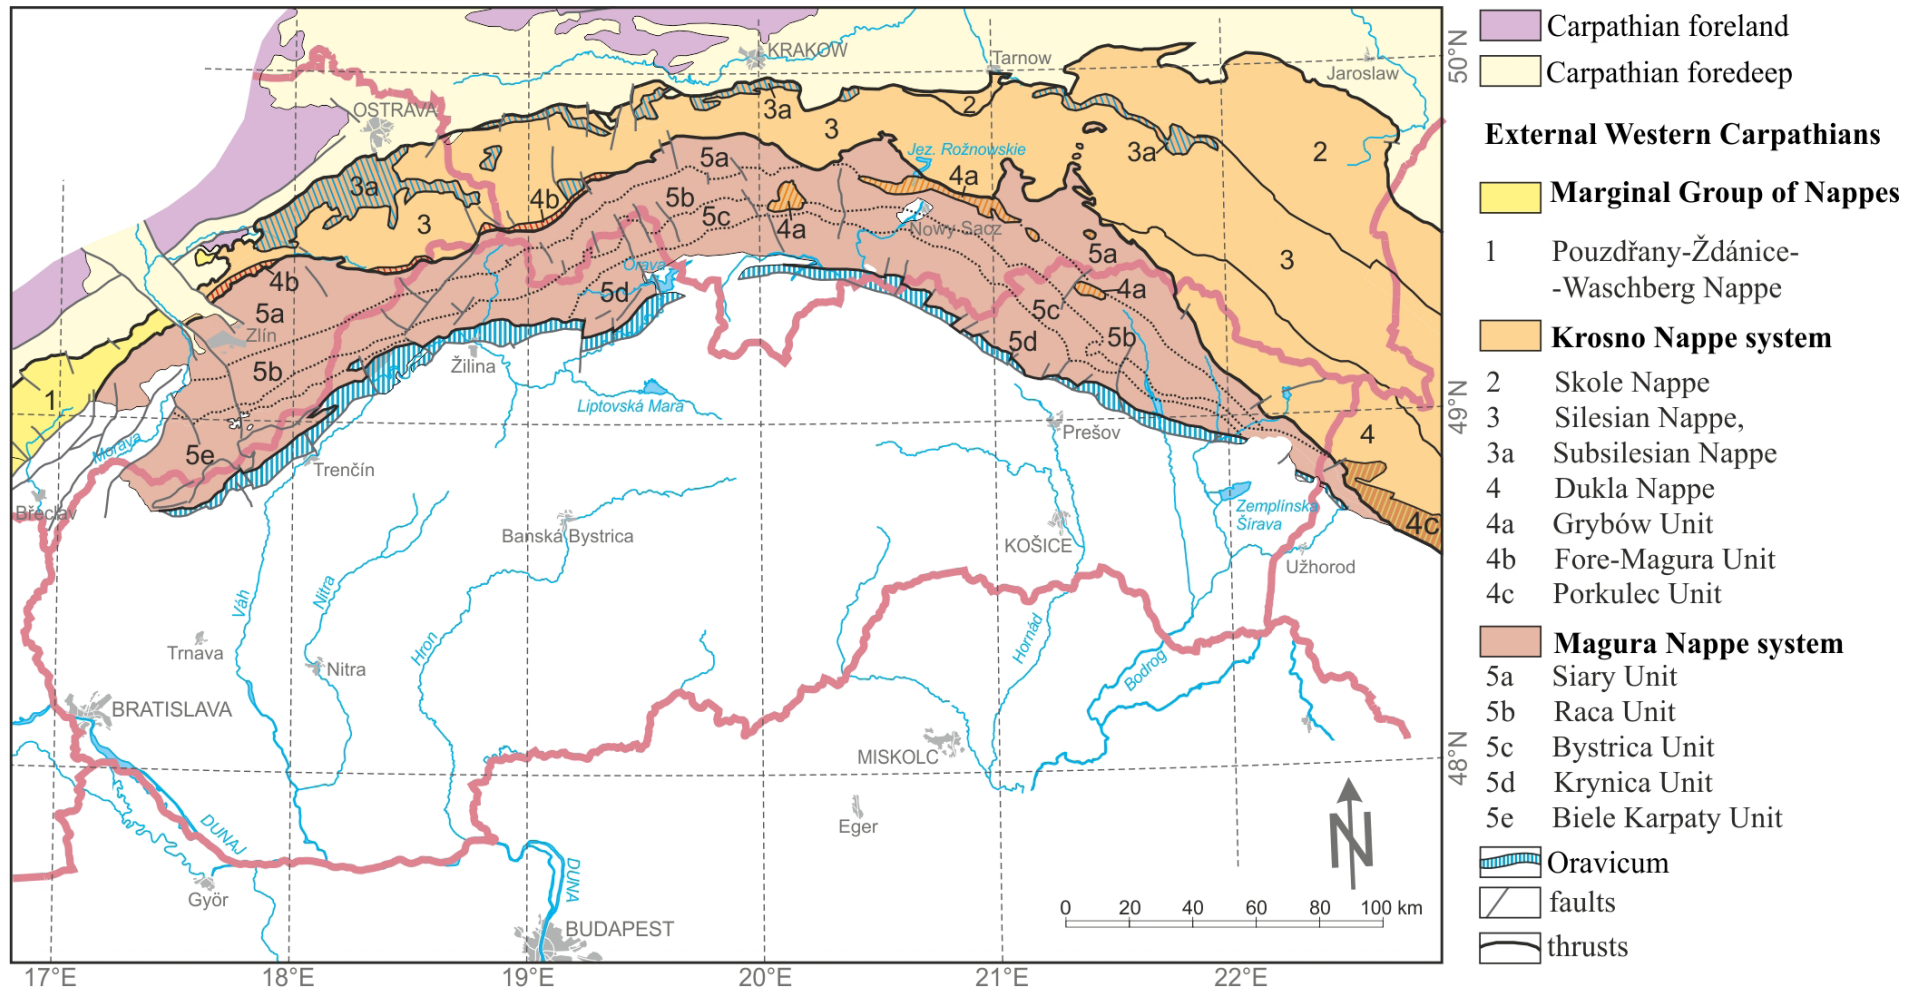 KRAKOW
Tarnow
Jaroslaw
50°N
OSTRAVA
3a
3
2
3a
2
5a
Jez. Rožnowskie
4a
3a
4b
5b
5c
3
4a
Nowy Sacz
5a
3
4b
Orava
5d
4a
5a
5c
Zlín
5d
5b
5b
Žilina
1
Liptovská Mara
49°N
Prešov
4
Morava
5e
Trenčín
Břeclav
Zemplínska
Šírava
4c
Banská Bystrica
KOŠICE
Užhorod
Váh
Nitra
Hron
Hornád
Trnava
Nitra
Bodrog
BRATISLAVA
MISKOLC
48°N
DUNAJ
Eger
Györ
DUNA
BUDAPEST
N
0 20 40 60 80 100 km
17°E 18°E 19°E 20°E 21°E 22°E
Carpathian foreland
Carpathian foredeep
External Western Carpathians
Marginal Group of Nappes
1 Pouzdřany-Ždánice-
-Waschberg Nappe
Krosno Nappe system
2 Skole Nappe
3 Silesian Nappe,
3a Subsilesian Nappe
4 Dukla Nappe
4a Grybów Unit
4b Fore-Magura Unit
4c Porkulec Unit
Magura Nappe system
5a Siary Unit
5b Raca Unit
5c Bystrica Unit
5d Krynica Unit
5e Biele Karpaty Unit
Oravicum
faults
thrusts